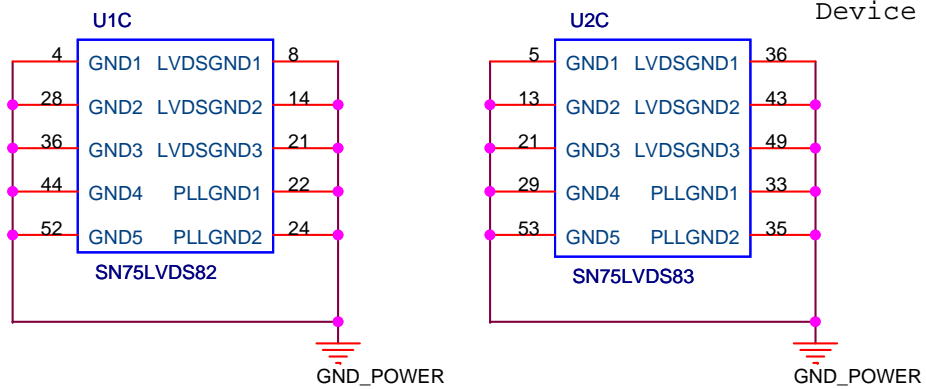 Device
U1C
4 GND1 LVDSGND1 8
28 GND2 LVDSGND2 14
36 GND3 LVDSGND3 21
44 GND4 PLLGND1 22
52 GND5 PLLGND2 24
SN75LVDS82
GND_POWER
U2C
5 GND1 LVDSGND1 36
13 GND2 LVDSGND2 43
21 GND3 LVDSGND3 49
29 GND4 PLLGND1 33
53 GND5 PLLGND2 35
SN75LVDS83
GND_POWER